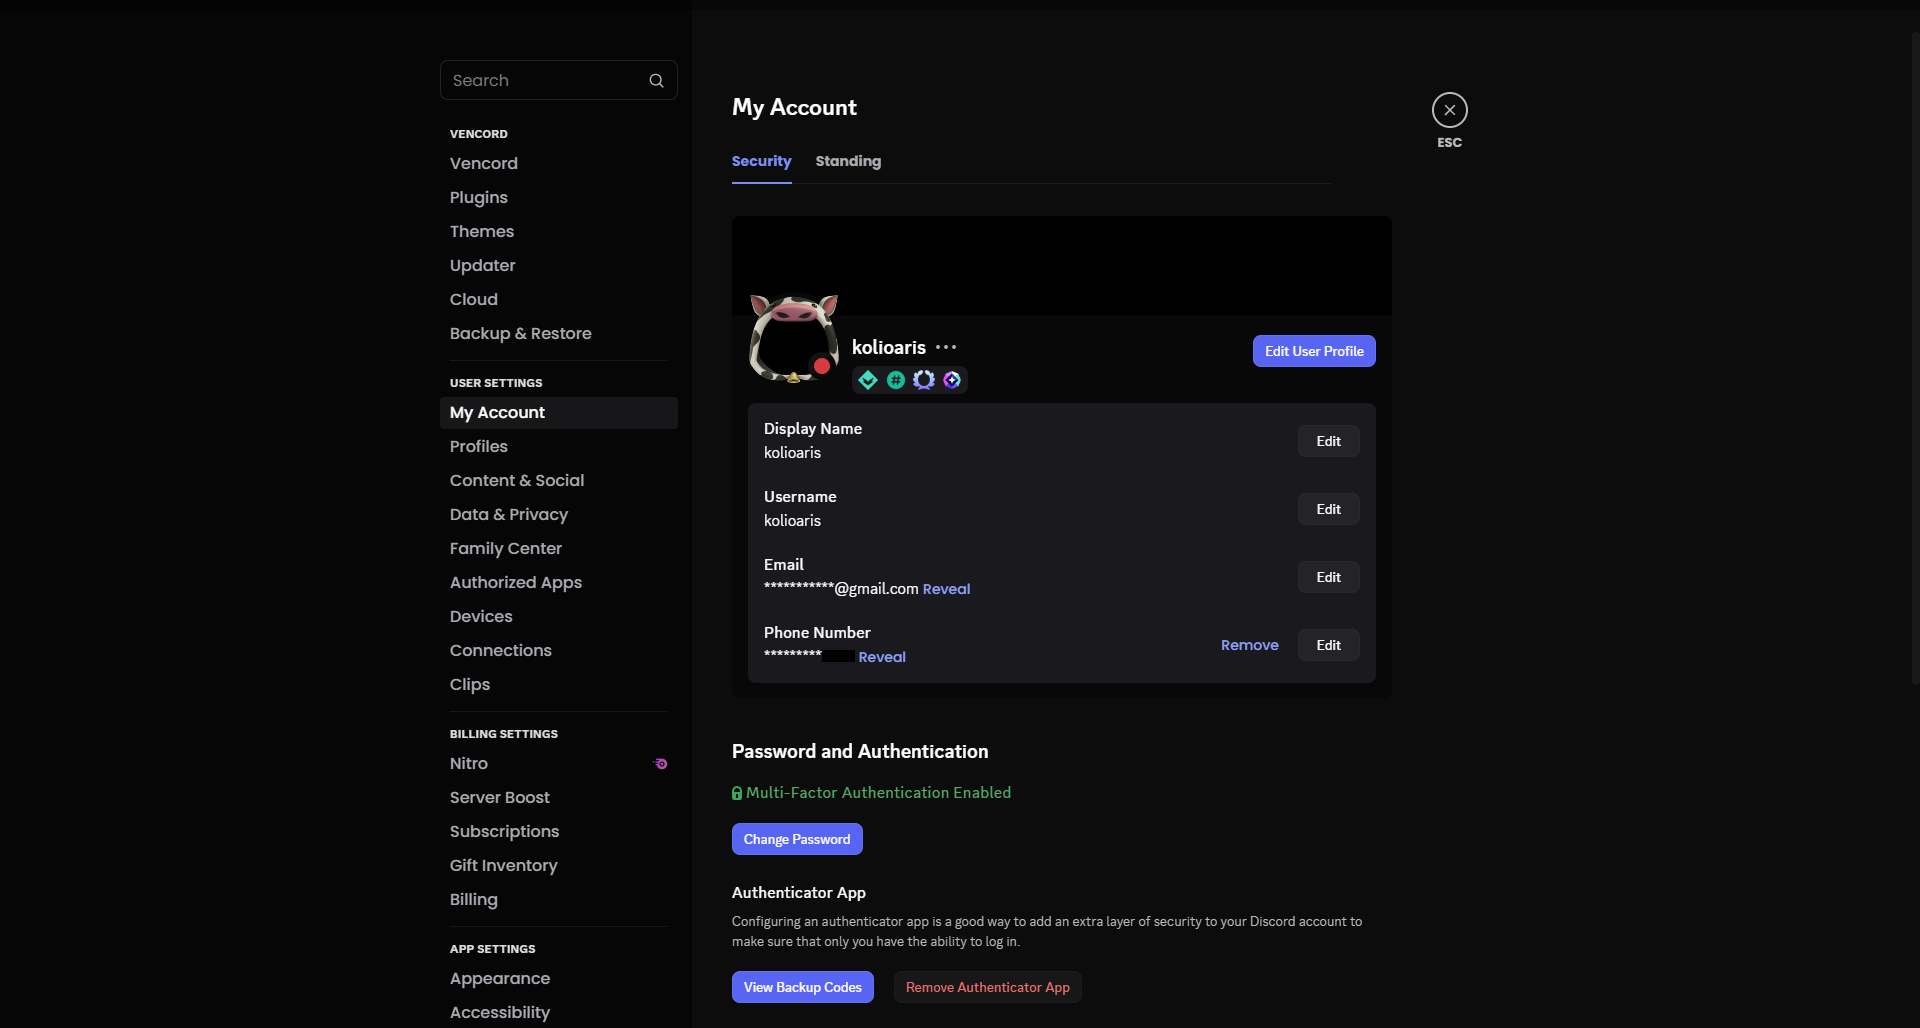 Search
VENCORD
Vencord
Plugins
Themes
Updater
Cloud
Backup & Restore
USER SETTINGS
My Account
Profiles
Content & Social
Data & Privacy
Family Center
Authorized Apps
Devices
Connections
Clips
BILLING SETTINGS
Nitro
Server Boost
Subscriptions
Gift Inventory
Billing
APP SETTINGS
Appearance
Accessibility
My Account
ESC
Security Standing
kolioaris
Edit User Profile
Display Name
kolioaris
Edit
Username
kolioaris
Edit
Email
***********@gmail.com Reveal
Edit
Phone Number
********* Reveal
Remove Edit
Password and Authentication
Multi-Factor Authentication Enabled
Change Password
Authenticator App
Configuring an authenticator app is a good way to add an extra layer of security to your Discord account to
make sure that only you have the ability to log in.
View Backup Codes Remove Authenticator App